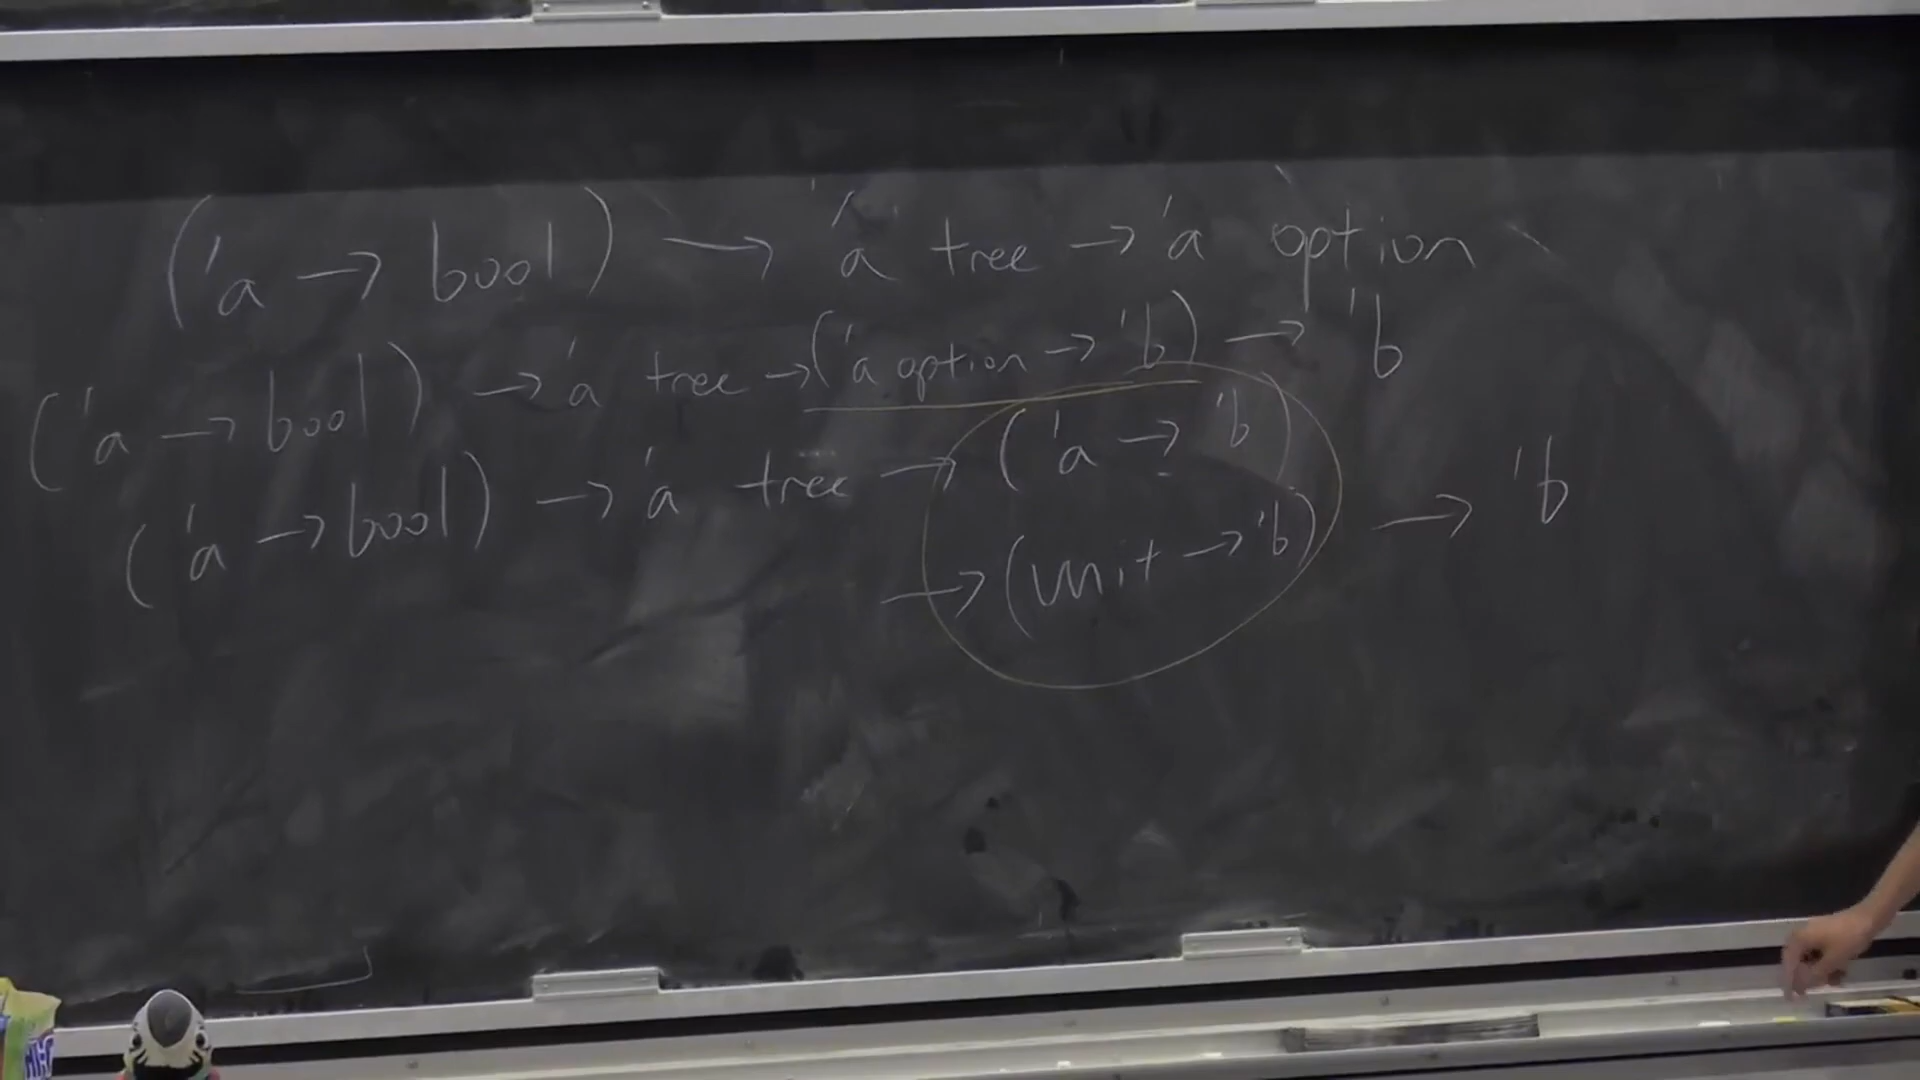 ('a → bool) → 'a tree → 'a option
('a → bool) → 'a tree → ('a option → 'b) → 'b
('a → bool) → 'a tree → ('a → 'b)
→ (unit → 'b) → 'b